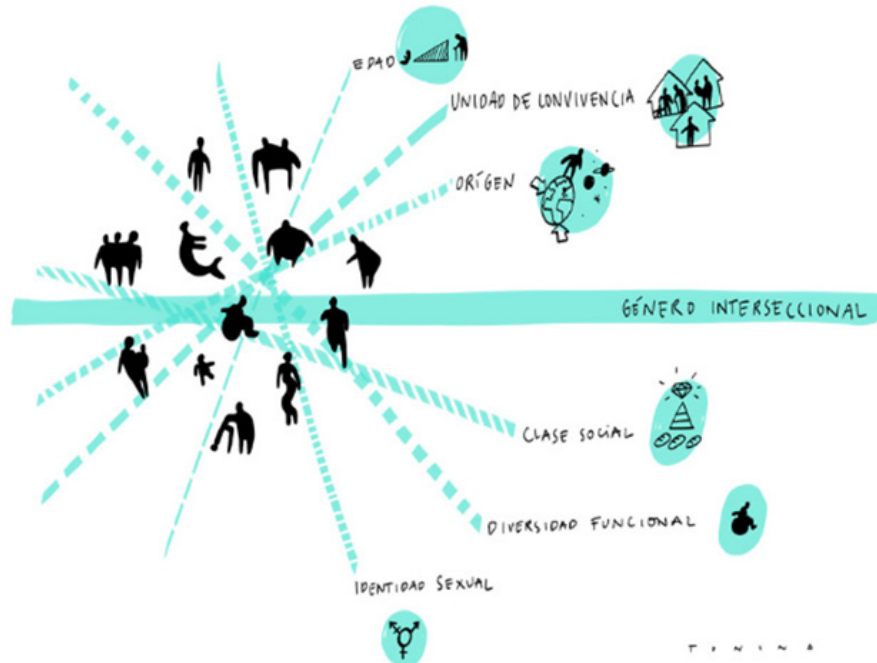 EDAD
UNIDAD DE CONVIVENCIA
ORÍGEN
GÉNERO INTERSECCIONAL
CLASE SOCIAL
DIVERSIDAD FUNCIONAL
IDENTIDAD SEXUAL
TONINA